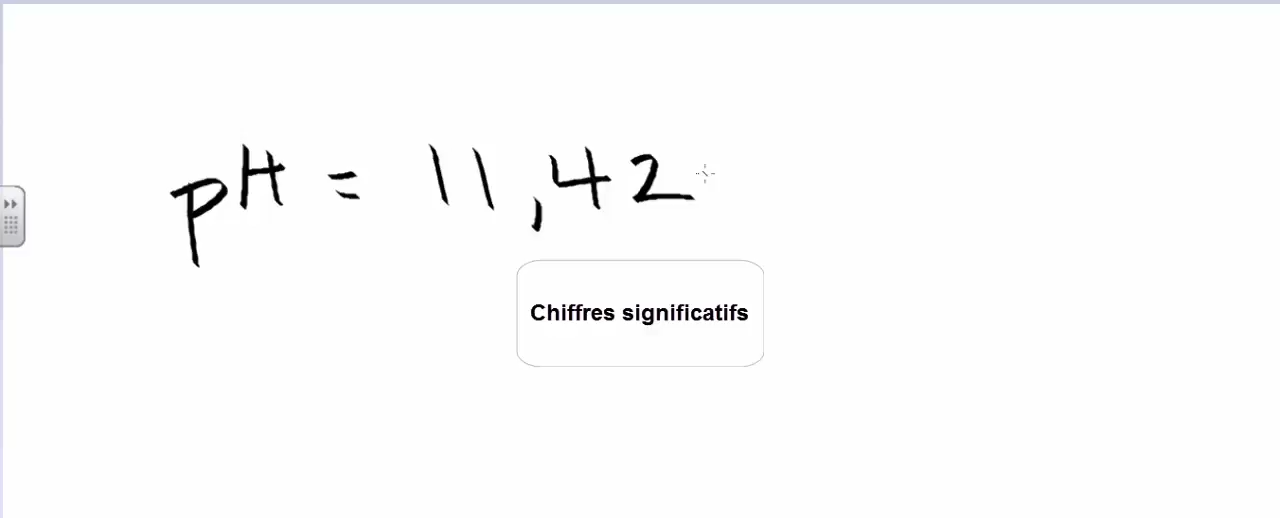 pH = 11,42
Chiffres significatifs